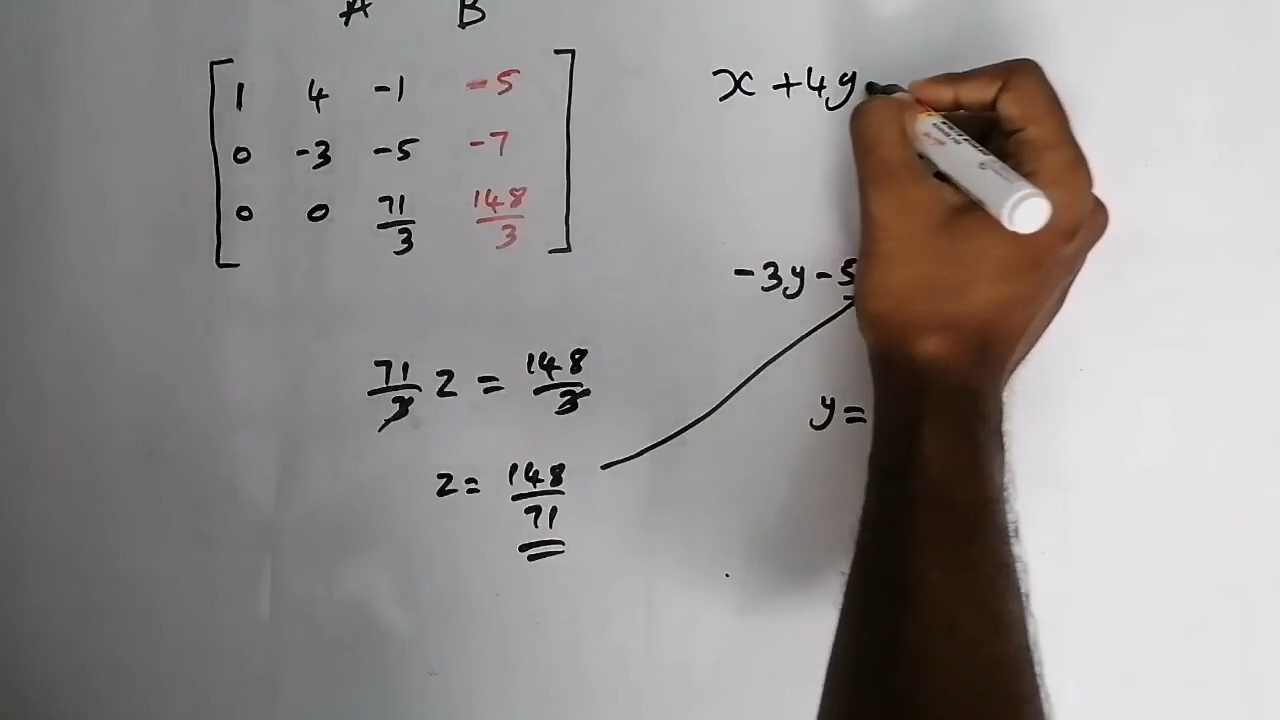 A B
1 4 -1 -5
0 -3 -5 -7
0 0 71/3 148/3
71/3 z = 148/3
z = 148/71
x + 4y
-3y - 5
y =